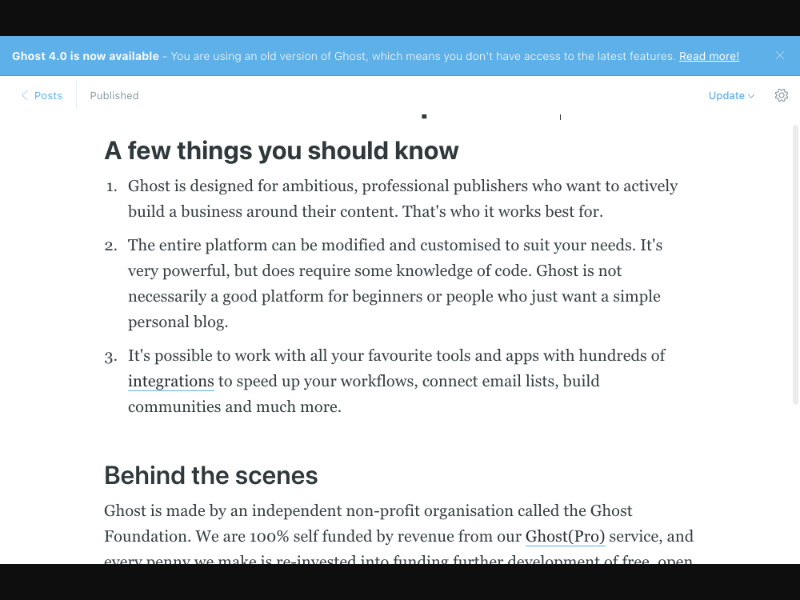 Ghost 4.0 is now available - You are using an old version of Ghost, which means you don't have access to the latest features. Read more!
Posts
Published
Update
A few things you should know
1. Ghost is designed for ambitious, professional publishers who want to actively
build a business around their content. That's who it works best for.
2. The entire platform can be modified and customised to suit your needs. It's
very powerful, but does require some knowledge of code. Ghost is not
necessarily a good platform for beginners or people who just want a simple
personal blog.
3. It's possible to work with all your favourite tools and apps with hundreds of
integrations to speed up your workflows, connect email lists, build
communities and much more.
Behind the scenes
Ghost is made by an independent non-profit organisation called the Ghost
Foundation. We are 100% self funded by revenue from our Ghost(Pro) service, and
every penny we make is re-invested into funding further development of free, open